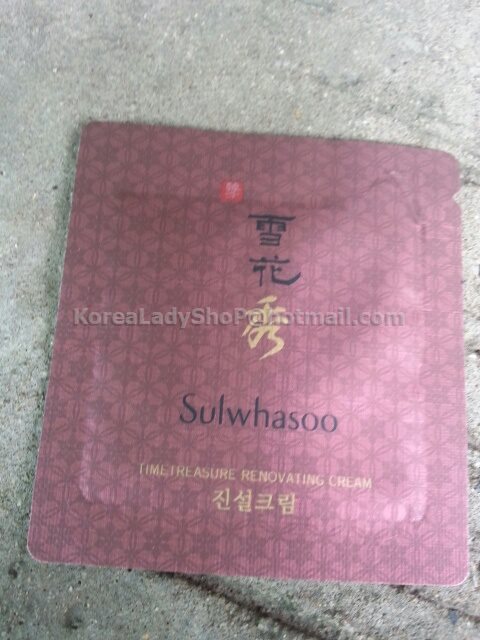 雪
花
秀
KoreaLadyShoP@hotmail.com
Sulwhasoo
TIMETREASURE RENOVATING CREAM
진설크림